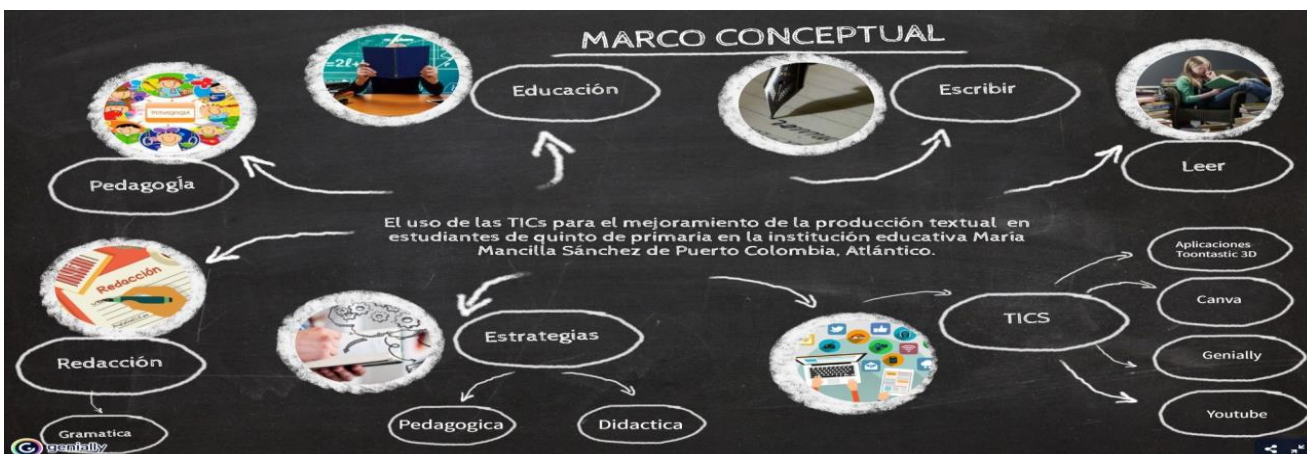 MARCO CONCEPTUAL
Educación
Escribir
Pedagogía
Leer
El uso de las TICs para el mejoramiento de la producción textual en
estudiantes de quinto de primaria en la institución educativa María
Mancilla Sánchez de Puerto Colombia, Atlántico.
Redacción
Redacción
Gramatica
Estrategias
Pedagogica
Didactica
TICS
Aplicaciones
Toontastic 3D
Canva
Genially
Youtube
genially